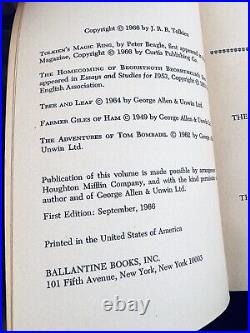 Copyright © 1966 by J. R. R. Tolkien
TOLKIEN'S MAGIC RING, by Peter Beagle, first appeared
Magazine, Copyright © 1966 by Curtis Publishing Comp
THE HOMECOMING OF BEORHTNOTH
appeared in Essays and Studies for 1953,
English Association.
TREE AND LEAF © 1964 by George Allen & Unwin Ltd.
FARMER GILES OF HAM © 1949 by George Allen & Unwin Ltd.
THE ADVENTURES OF TOM BOMBADIL © 1962 by George Allen &
Unwin Ltd.
Publication of this volume is made possible by
Houghton Mifflin Company, and with the kind
author and of George Allen & Unwin Ltd.
First Edition: September, 1966
Printed in the United States of America
BALLANTINE BOOKS, INC.
101 Fifth Avenue, New York, New York 10003
THE
TH